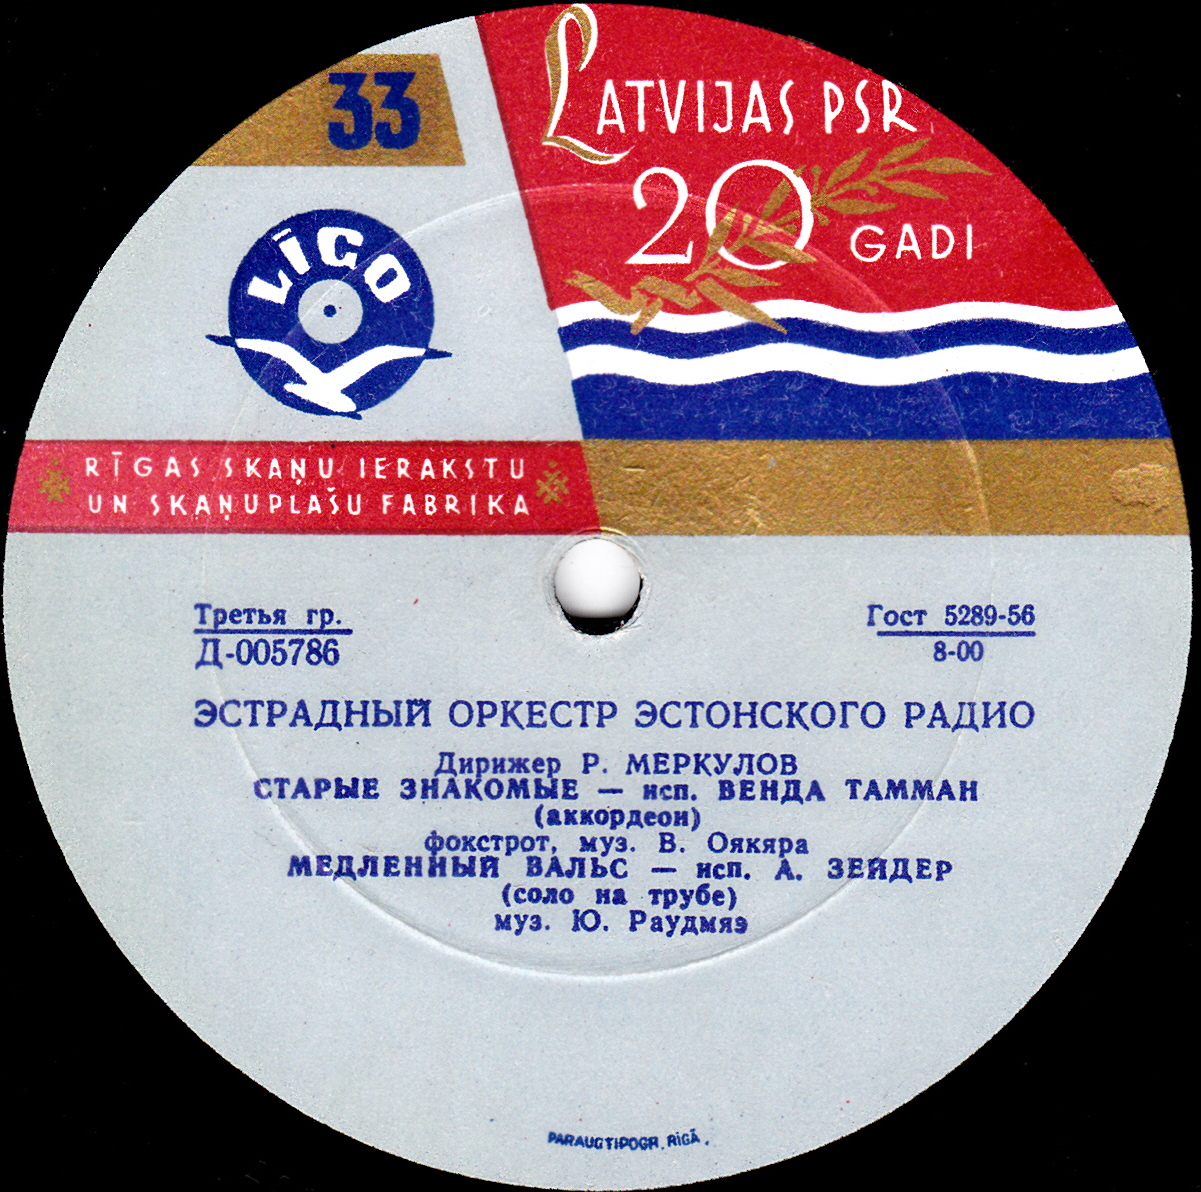 33
LATVIJAS PSR
20 GADI
LĪGO
RĪGAS SKAŅU IERAKSTU
UN SKAŅUPLAŠU FABRIKA
Третья гр.
Д-005786
Гост 5289-56
8-00
ЭСТРАДНЫЙ ОРКЕСТР ЭСТОНСКОГО РАДИО
Дирижер Р. МЕРКУЛОВ
СТАРЫЕ ЗНАКОМЫЕ — исп. ВЕНДА ТАММАН
(аккордеон)
фокстрот, муз. В. Оякяра
МЕДЛЕННЫЙ ВАЛЬС — исп. А. ЗЕЙДЕР
(соло на трубе)
муз. Ю. Раудмяэ
PARAUGTIPOGR. RĪGĀ.